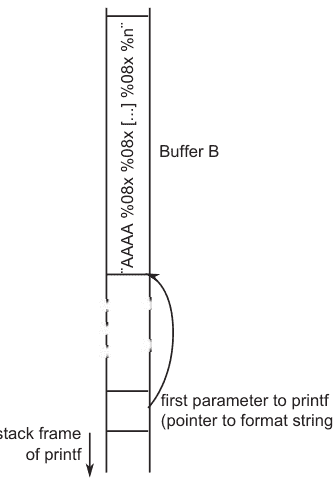 "AAAA %08x %08x [...] %08x %n"
Buffer B
first parameter to printf
(pointer to format string
stack frame
of printf